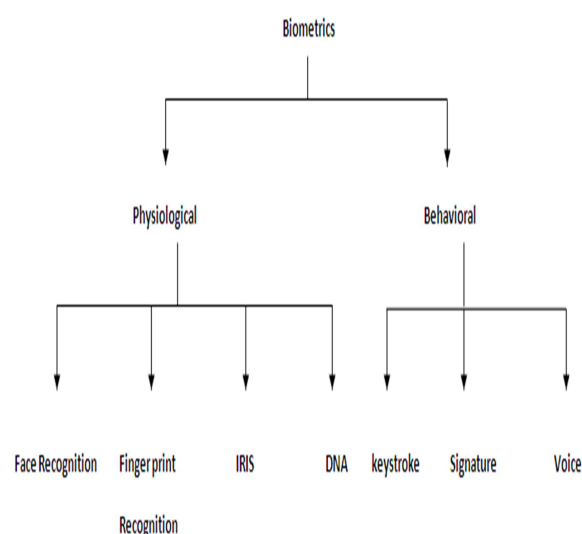 Biometrics
Physiological
Behavioral
Face Recognition
Finger print
Recognition
IRIS
DNA
keystroke
Signature
Voice